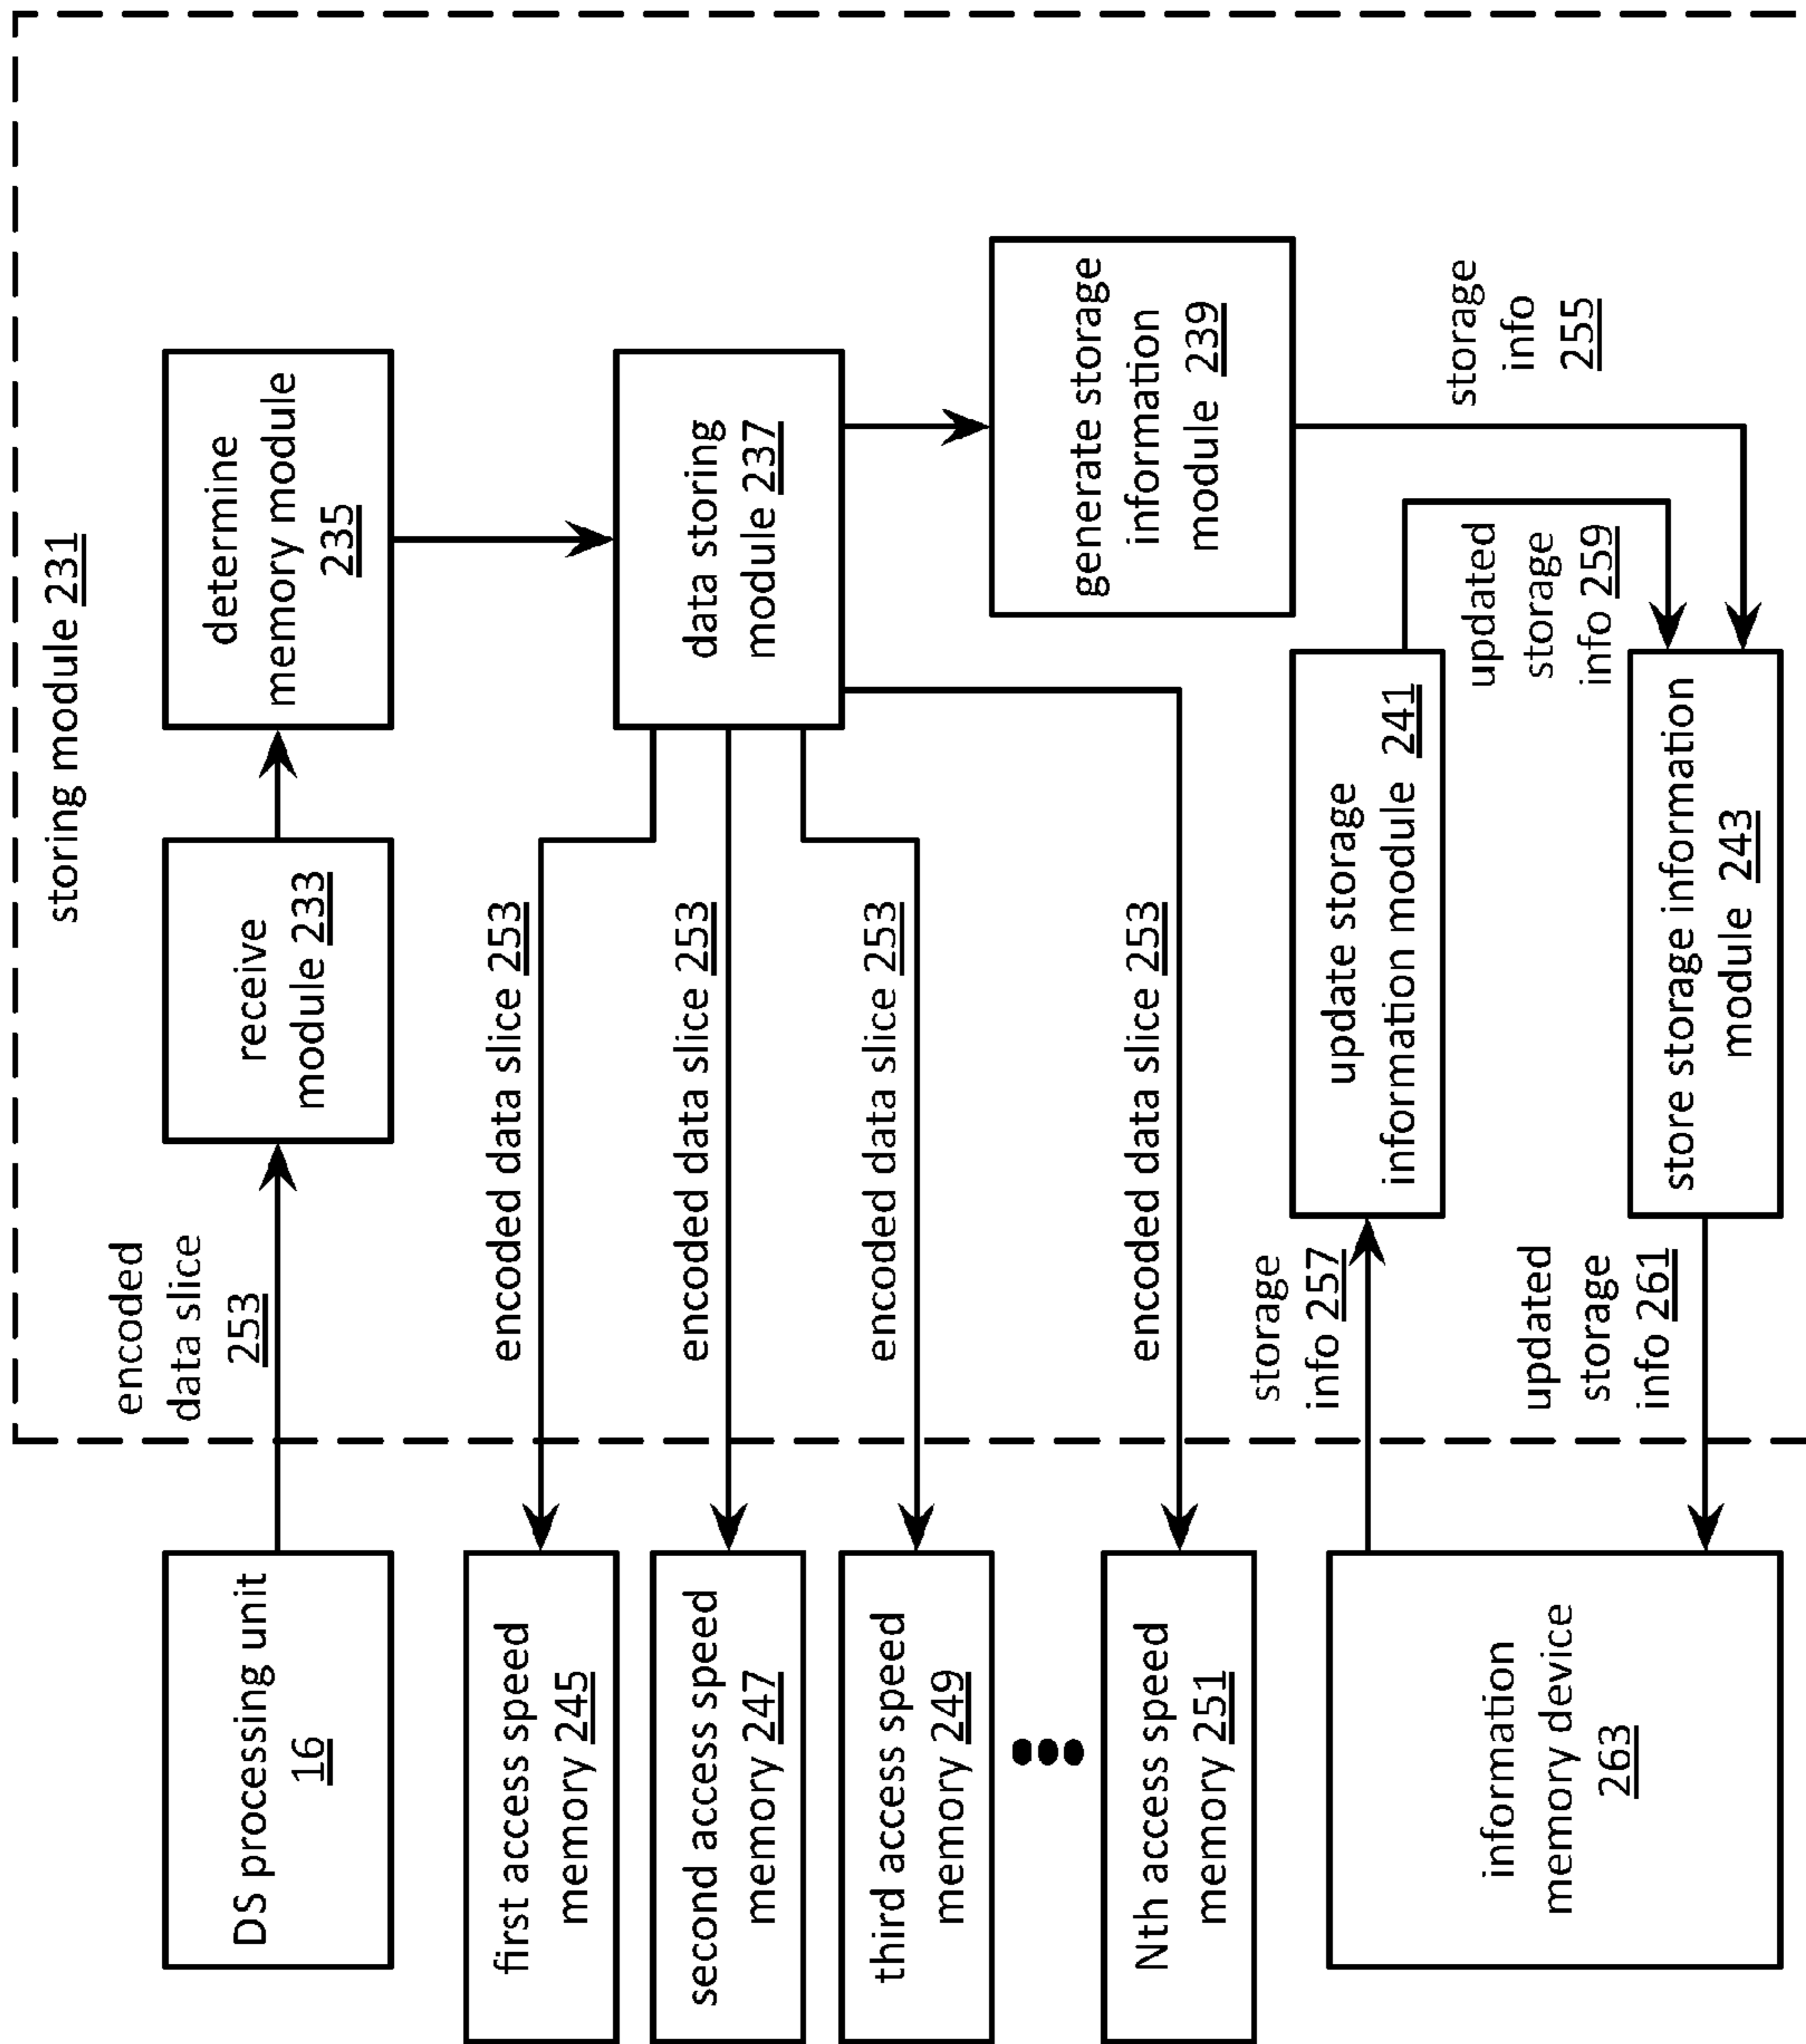 storing module 231
DS processing unit
16
encoded
data slice
253
receive
module 233
determine
memory module
235
first access speed
memory 245
encoded data slice 253
second access speed
memory 247
encoded data slice 253
data storing
module 237
third access speed
memory 249
encoded data slice 253
Nth access speed
memory 251
encoded data slice 253
generate storage
information
module 239
information
memory device
263
storage
info 257
update storage
information module 241
updated
storage
info 259
storage
info
255
updated
storage
info 261
store storage information
module 243